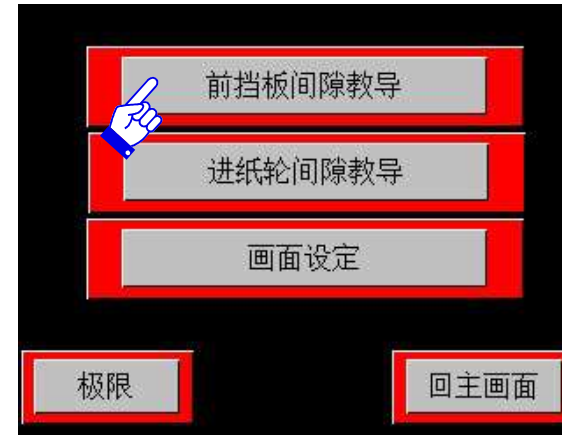 前挡板间隙教导
进纸轮间隙教导
画面设定
极限
回主画面